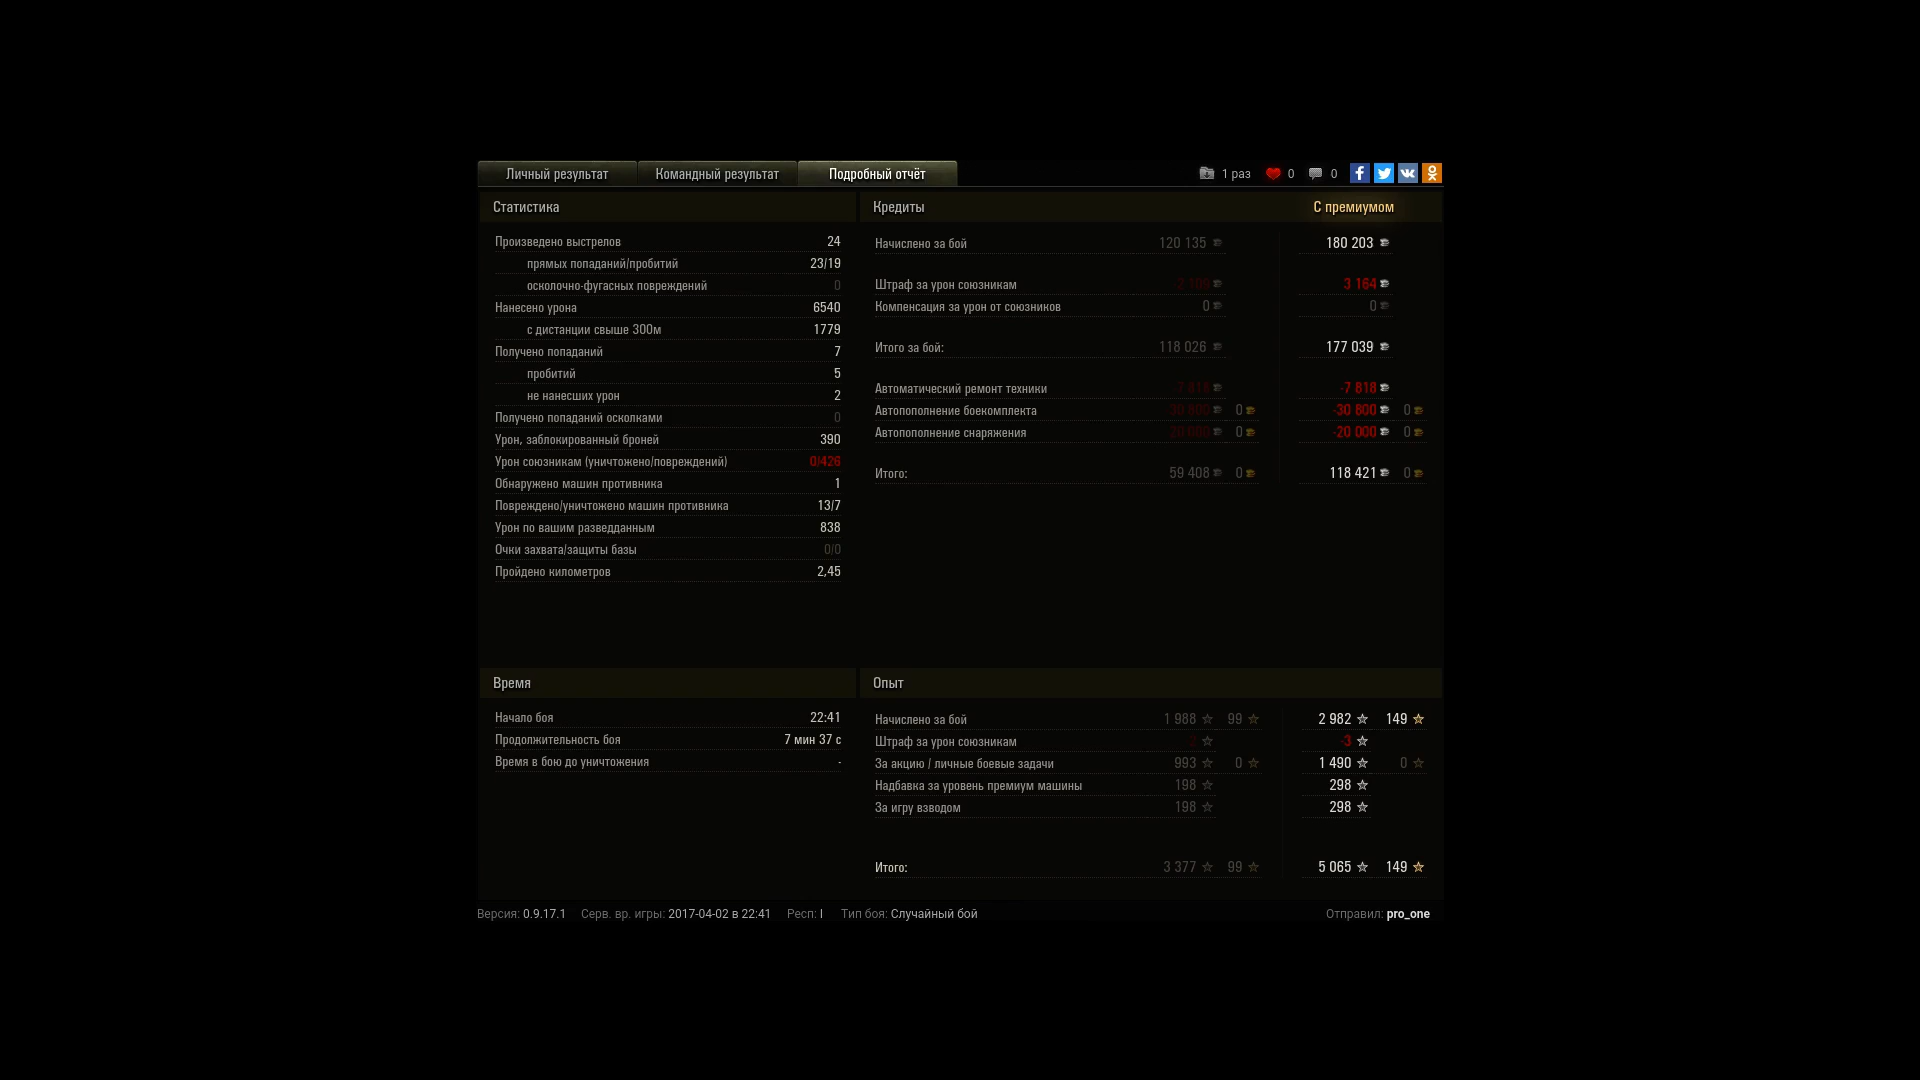 Личный результат Командный результат Подробный отчёт 1 раз 0 0
Статистика
Произведено выстрелов 24
прямых попаданий/пробитий 23/19
осколочно-фугасных повреждений 0
Нанесено урона 6540
с дистанции свыше 300м 1779
Получено попаданий 7
пробитий 5
не нанесших урон 2
Получено попаданий осколками 0
Урон, заблокированный броней 390
Урон союзникам (уничтожено/повреждений) 0/426
Обнаружено машин противника 1
Повреждено/уничтожено машин противника 13/7
Урон по вашим разведданным 838
Очки захвата/защиты базы 0/0
Пройдено километров 2,45
Кредиты С премиумом
Начислено за бой 120 135 180 203
Штраф за урон союзникам 3 164
Компенсация за урон от союзников 0 0
Итого за бой: 118 026 177 039
Автоматический ремонт техники -7 818 -7 818
Автопополнение боекомплекта -30 800 0 -30 800 0
Автопополнение снаряжения -20 000 0 -20 000 0
Итого: 59 408 0 118 421 0
Время
Начало боя 22:41
Продолжительность боя 7 мин 37 с
Время в бою до уничтожения -
Опыт
Начислено за бой 1 988 99 2 982 149
Штраф за урон союзникам -3
За акцию / личные боевые задачи 993 0 1 490 0
Надбавка за уровень премиум машины 198 298
За игру взводом 198 298
Итого: 3 377 99 5 065 149
Версия: 0.9.17.1 Серв. вр. игры: 2017-04-02 в 22:41 Респ: I Тип боя: Случайный бой Отправил: pro_one